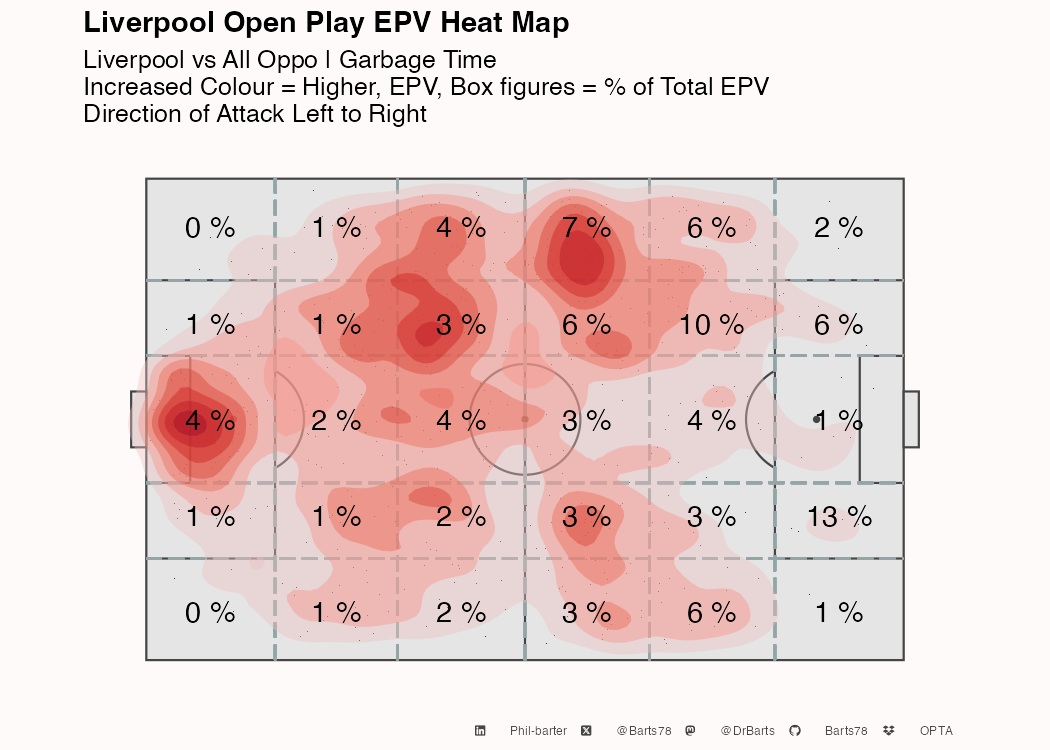 Liverpool Open Play EPV Heat Map
Liverpool vs All Oppo | Garbage Time
Increased Colour = Higher, EPV, Box figures = % of Total EPV
Direction of Attack Left to Right
0 % 1 % 4 % 7 % 6 % 2 %
1 % 1 % 3 % 6 % 10 % 6 %
4 % 2 % 4 % 3 % 4 % 1 %
1 % 1 % 2 % 3 % 3 % 13 %
0 % 1 % 2 % 3 % 6 % 1 %
Phil-barter @Barts78 @DrBarts Barts78 OPTA